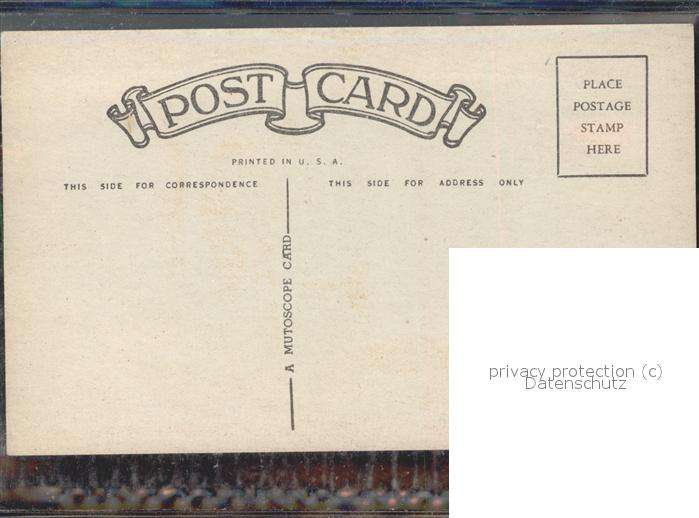 POST CARD
PLACE
POSTAGE
STAMP
HERE
PRINTED IN U. S. A.
THIS SIDE FOR CORRESPONDENCE
THIS SIDE FOR ADDRESS ONLY
A MUTOSCOPE CARD
privacy protection (c)
Datenschutz